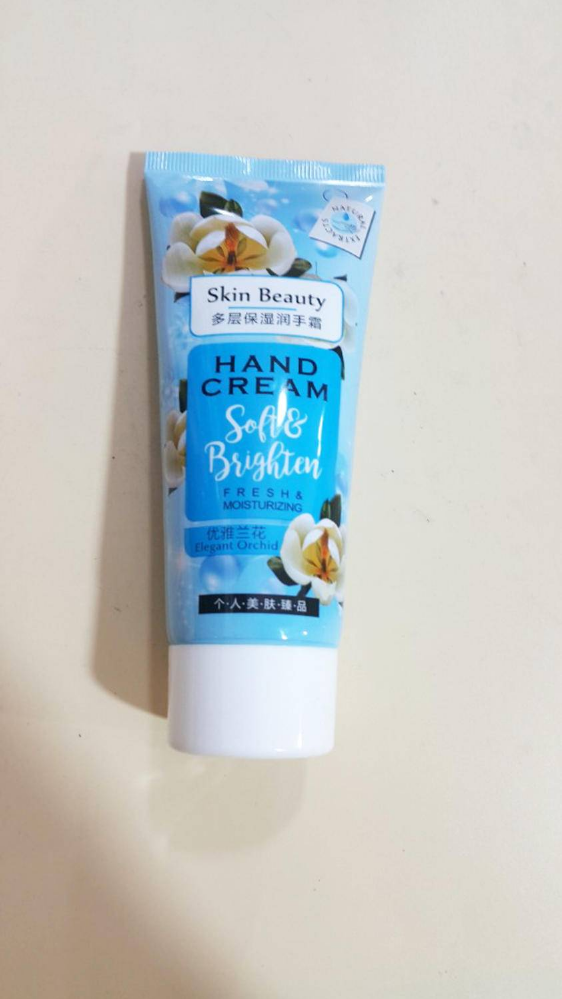 NATURAL
EXTRACTS
Skin Beauty
多层保湿润手霜
HAND
CREAM
Soft &
Brighten
FRESH &
MOISTURIZING
优雅兰花
Elegant Orchid
个·人·美·肤·臻·品